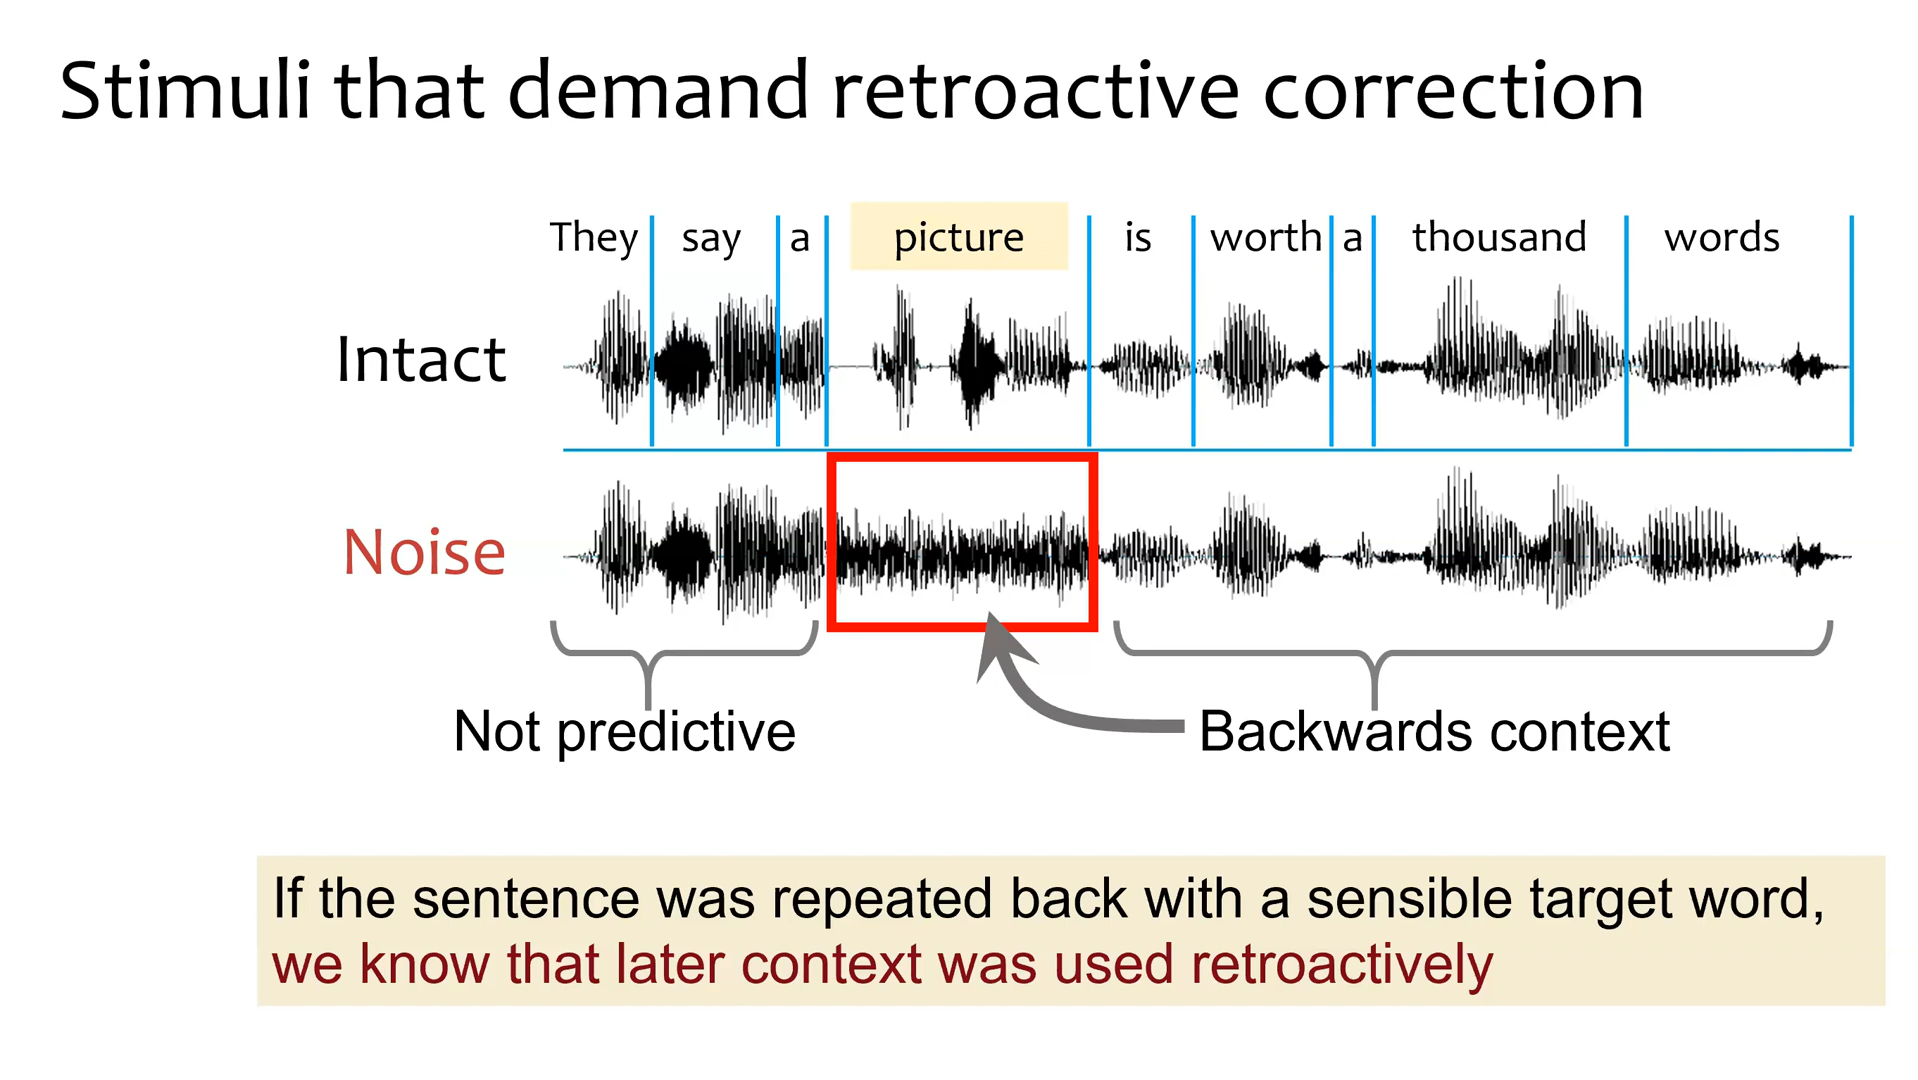 Stimuli that demand retroactive correction
They say a picture is worth a thousand words
Intact
Noise
Not predictive
Backwards context
If the sentence was repeated back with a sensible target word,
we know that later context was used retroactively